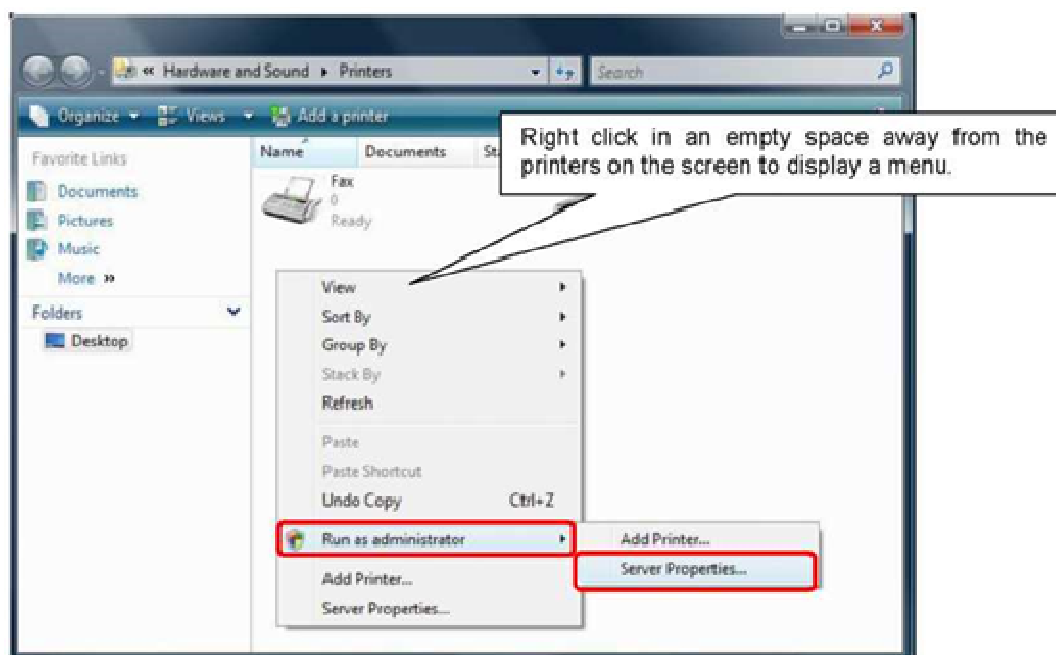 « Hardware and Sound ▸ Printers
Search
Organize
Views
Add a printer
Right click in an empty space away from the
printers on the screen to display a menu.
Favorite Links
Documents
Pictures
Music
More »
Folders
Desktop
Name Documents
Fax
0
Ready
View
Sort By
Group By
Stack By
Refresh
Paste
Paste Shortcut
Undo Copy Ctrl+Z
Run as administrator
Add Printer...
Server Properties...
Add Printer...
Server Properties...